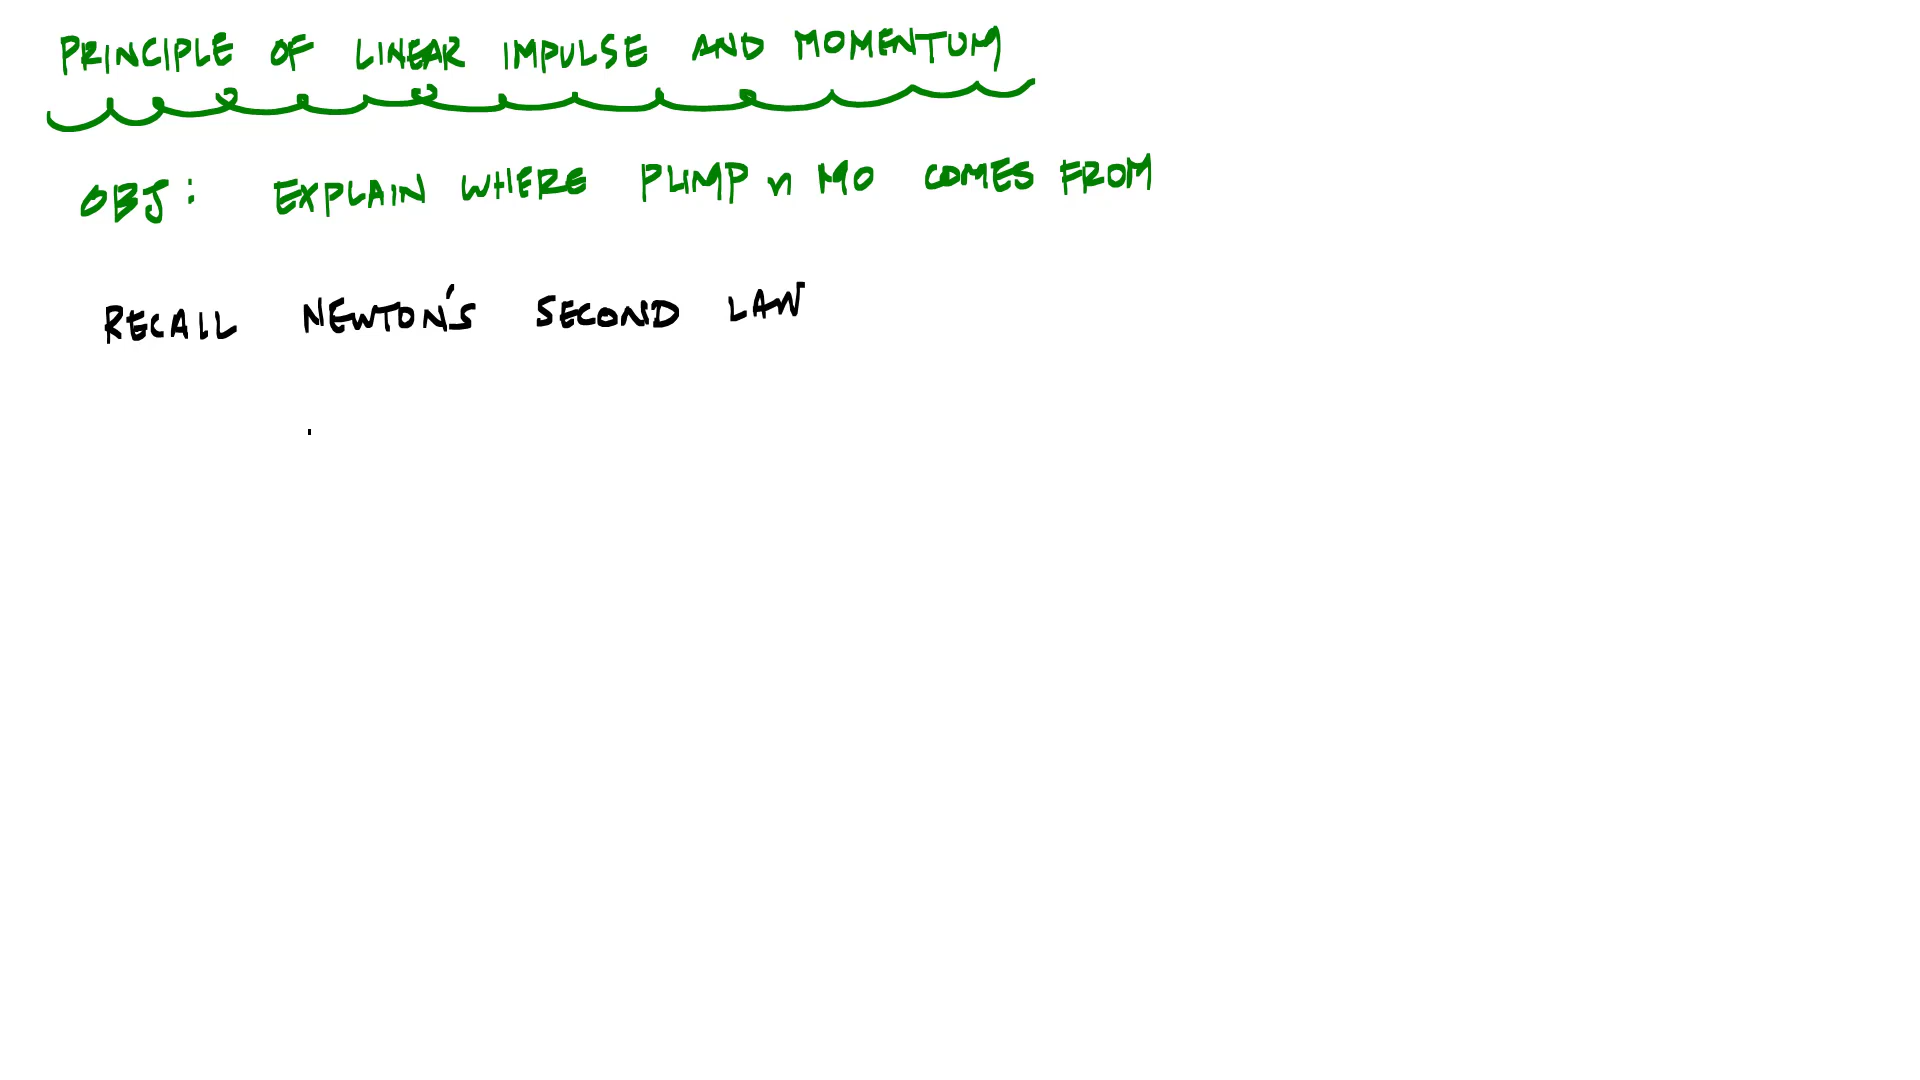 PRINCIPLE OF LINEAR IMPULSE AND MOMENTUM
OBJ: EXPLAIN WHERE PLIMP n MO COMES FROM
RECALL NEWTON'S SECOND LAW